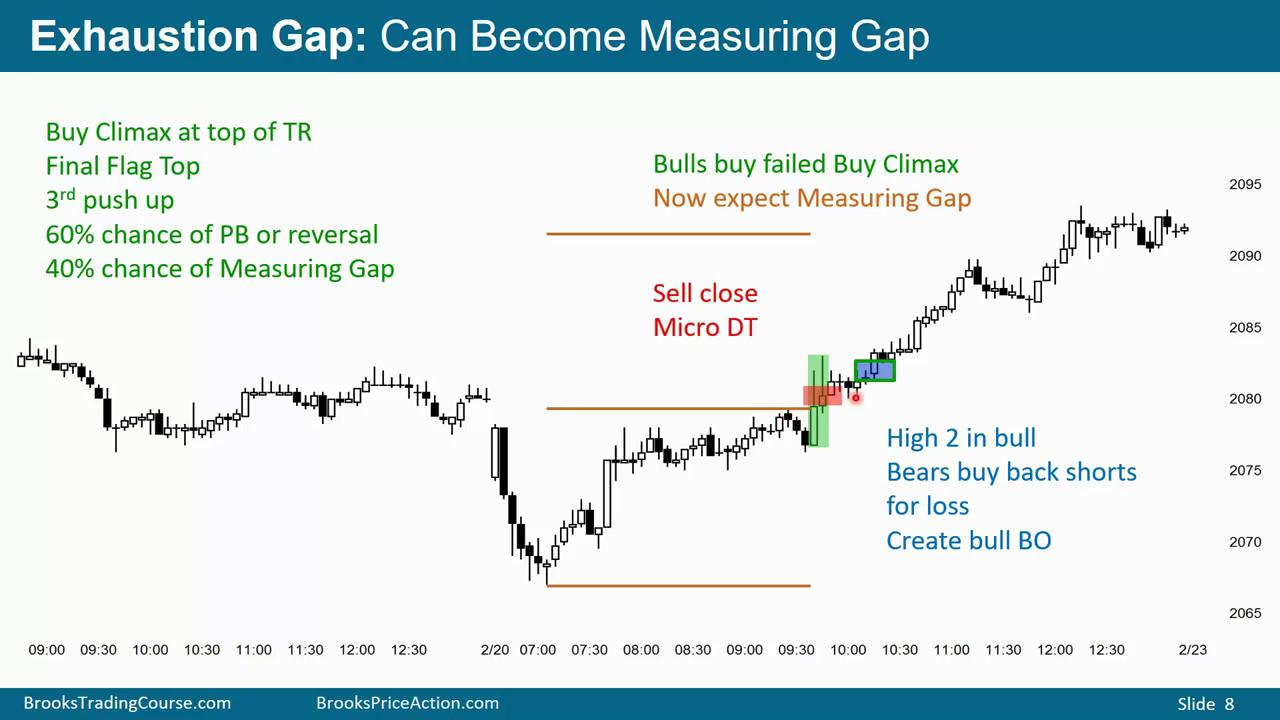 Exhaustion Gap: Can Become Measuring Gap
Buy Climax at top of TR
Final Flag Top
3rd push up
60% chance of PB or reversal
40% chance of Measuring Gap
Bulls buy failed Buy Climax
Now expect Measuring Gap
Sell close
Micro DT
High 2 in bull
Bears buy back shorts
for loss
Create bull BO
2095
2090
2085
2080
2075
2070
2065
09:00 09:30 10:00 10:30 11:00 11:30 12:00 12:30 2/20 07:00 07:30 08:00 08:30 09:00 09:30 10:00 10:30 11:00 11:30 12:00 12:30 2/23
BrooksTradingCourse.com BrooksPriceAction.com Slide 8